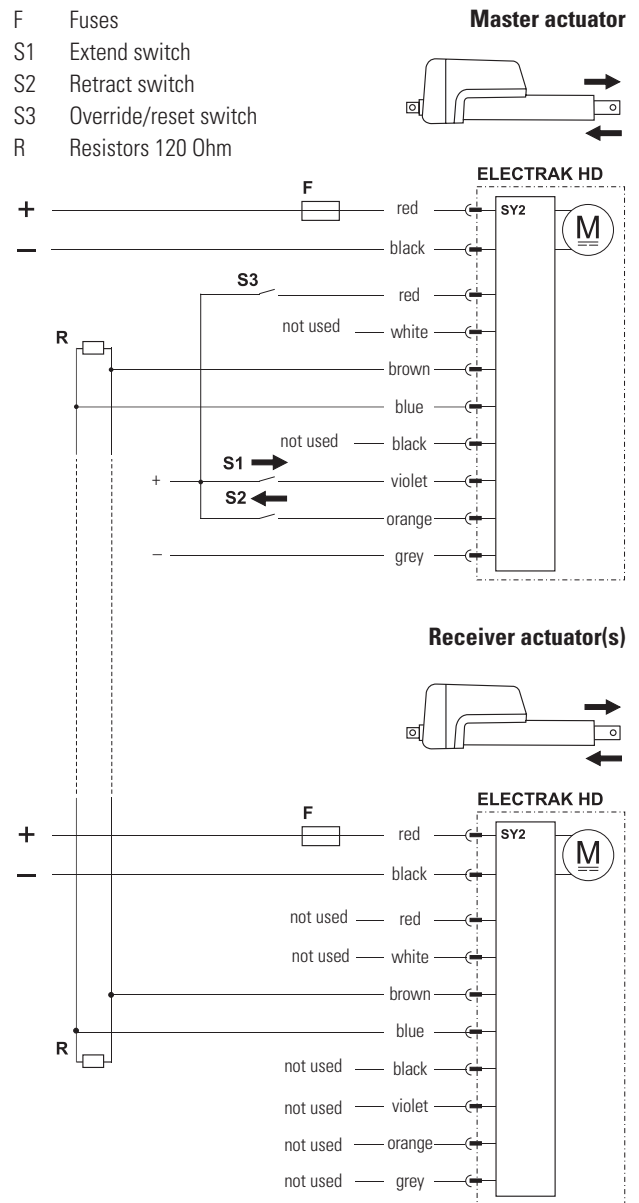 F Fuses
S1 Extend switch
S2 Retract switch
S3 Override/reset switch
R Resistors 120 Ohm
Master actuator
ELECTRAK HD
+ F red SY2 M
− black
S3
red
not used white
R
brown
blue
not used black
S1
+ violet
S2
orange
− grey
Receiver actuator(s)
ELECTRAK HD
+ F red SY2 M
− black
not used red
not used white
brown
blue
R
not used black
not used violet
not used orange
not used grey